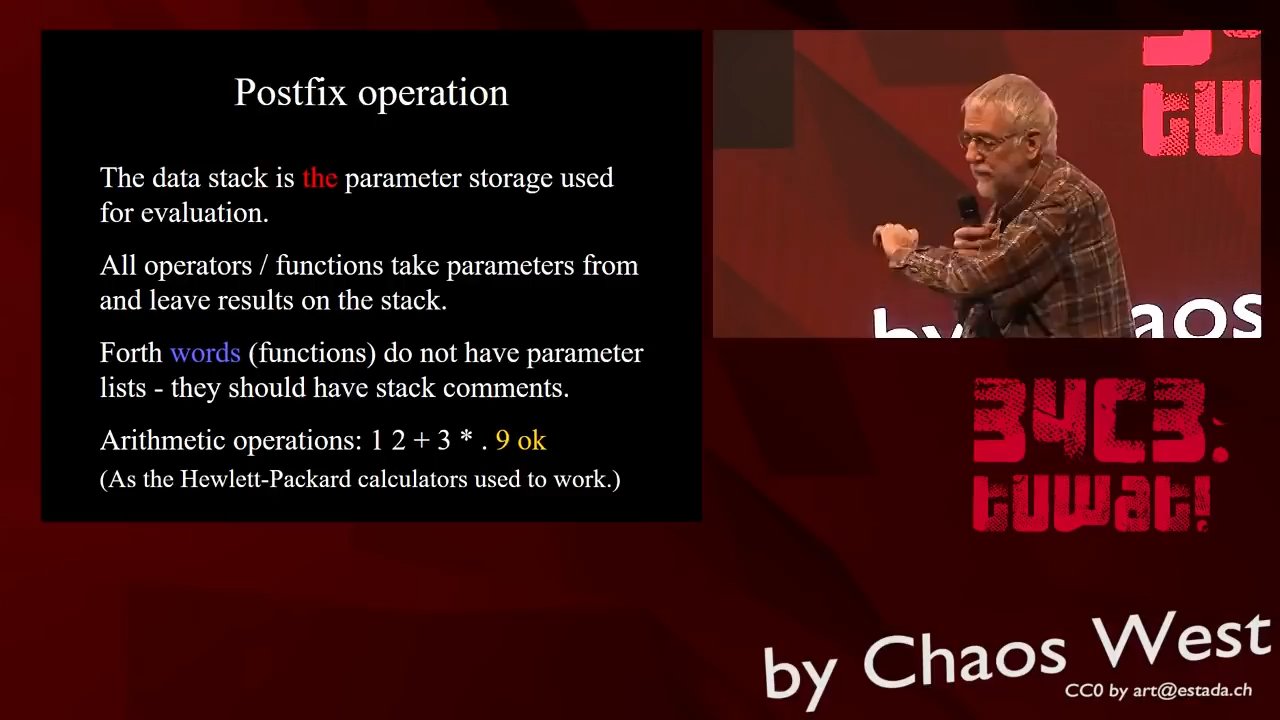 Postfix operation
The data stack is the parameter storage used
for evaluation.
All operators / functions take parameters from
and leave results on the stack.
Forth words (functions) do not have parameter
lists - they should have stack comments.
Arithmetic operations: 1 2 + 3 * . 9 ok
(As the Hewlett-Packard calculators used to work.)
by Chaos
34C3:
tuwat!
by Chaos West
CC0 by art@estada.ch